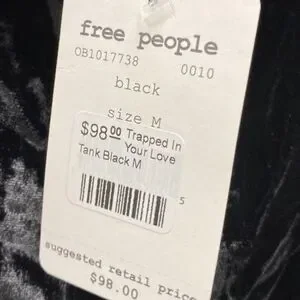 free people
OB1017738 0010
black
size M
$98.00 Trapped In
Your Love
Tank Black M
5
suggested retail price
$98.00